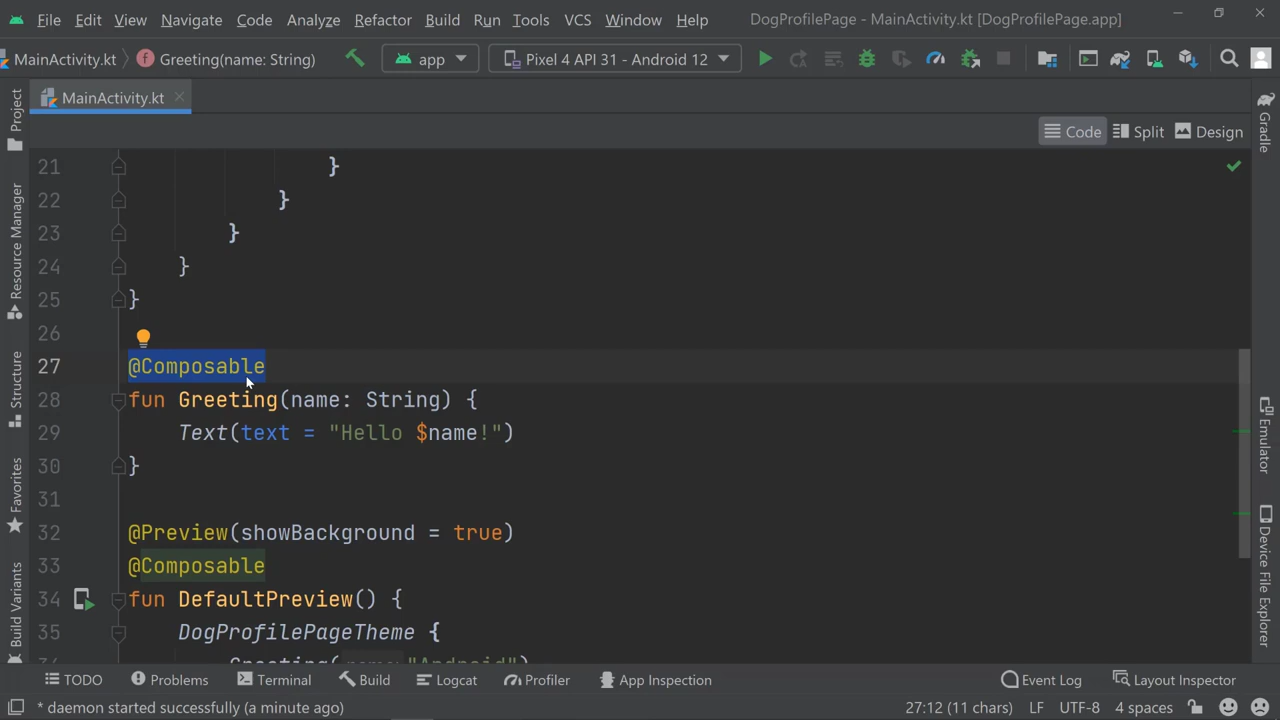 File Edit View Navigate Code Analyze Refactor Build Run Tools VCS Window Help DogProfilePage - MainActivity.kt [DogProfilePage.app]
MainActivity.kt Greeting(name: String) app Pixel 4 API 31 - Android 12
MainActivity.kt
Code Split Design
Project
Resource Manager
Structure
Favorites
Build Variants
21 }
22 }
23 }
24 }
25 }
26
27 @Composable
28 fun Greeting(name: String) {
29 Text(text = "Hello $name!")
30 }
31
32 @Preview(showBackground = true)
33 @Composable
34 fun DefaultPreview() {
35 DogProfilePageTheme {
Greeting( "Android")
Gradle
Emulator
Device File Explorer
TODO Problems Terminal Build Logcat Profiler App Inspection Event Log Layout Inspector
* daemon started successfully (a minute ago) 27:12 (11 chars) LF UTF-8 4 spaces